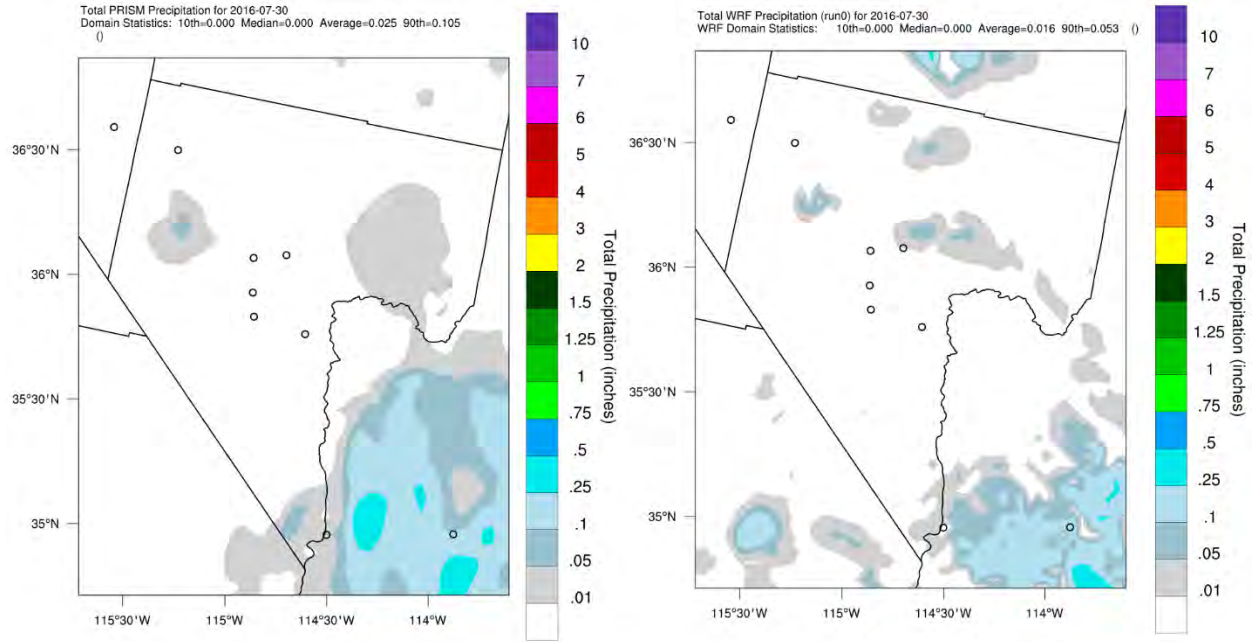 Total PRISM Precipitation for 2016-07-30
Domain Statistics: 10th=0.000 Median=0.000 Average=0.025 90th=0.105
()
36°30'N
36°N
35°30'N
35°N
115°30'W
115°W
114°30'W
114°W
10
7
6
5
4
3
2
1.5
1.25
1
.75
.5
.25
.1
.05
.01
Total Precipitation (inches)
Total WRF Precipitation (run0) for 2016-07-30
WRF Domain Statistics: 10th=0.000 Median=0.000 Average=0.016 90th=0.053 ()
36°30'N
36°N
35°30'N
35°N
115°30'W
115°W
114°30'W
114°W
10
7
6
5
4
3
2
1.5
1.25
1
.75
.5
.25
.1
.05
.01
Total Precipitation (inches)